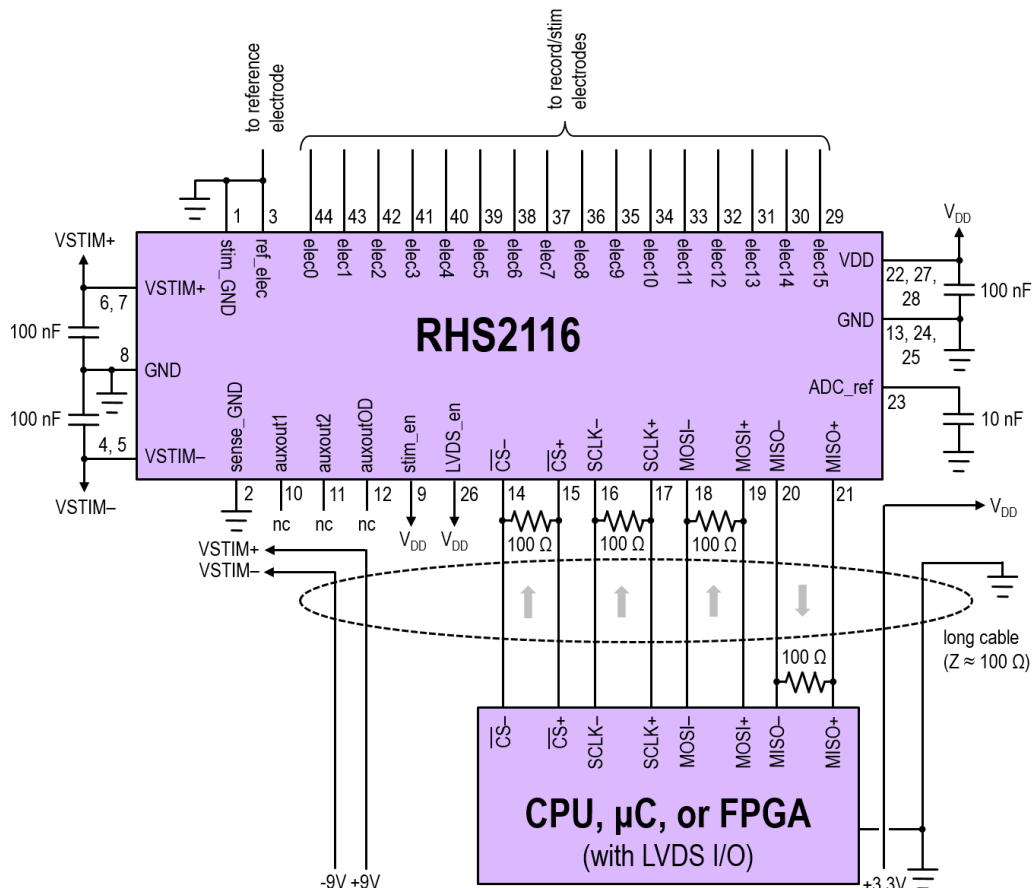 to reference
electrode
to record/stim
electrodes
1
3
44
43
42
41
40
39
38
37
36
35
34
33
32
31
30
29
stim_GND
ref_elec
elec0
elec1
elec2
elec3
elec4
elec5
elec6
elec7
elec8
elec9
elec10
elec11
elec12
elec13
elec14
elec15
VSTIM+
6, 7
VSTIM+
100 nF
8
GND
100 nF
4, 5
VSTIM–
VSTIM–
RHS2116
VDD
VDD
22, 27,
28
100 nF
GND
13, 24,
25
ADC_ref
23
10 nF
sense_GND
auxout1
auxout2
auxoutOD
stim_en
LVDS_en
CS–
CS+
SCLK–
SCLK+
MOSI–
MOSI+
MISO–
MISO+
2
10
11
12
9
26
14
15
16
17
18
19
20
21
nc
nc
nc
VDD
VDD
100 Ω
100 Ω
100 Ω
VDD
VSTIM+
VSTIM–
long cable
(Z ≈ 100 Ω)
100 Ω
CS–
CS+
SCLK–
SCLK+
MOSI–
MOSI+
MISO–
MISO+
CPU, µC, or FPGA
(with LVDS I/O)
-9V +9V
+3.3V